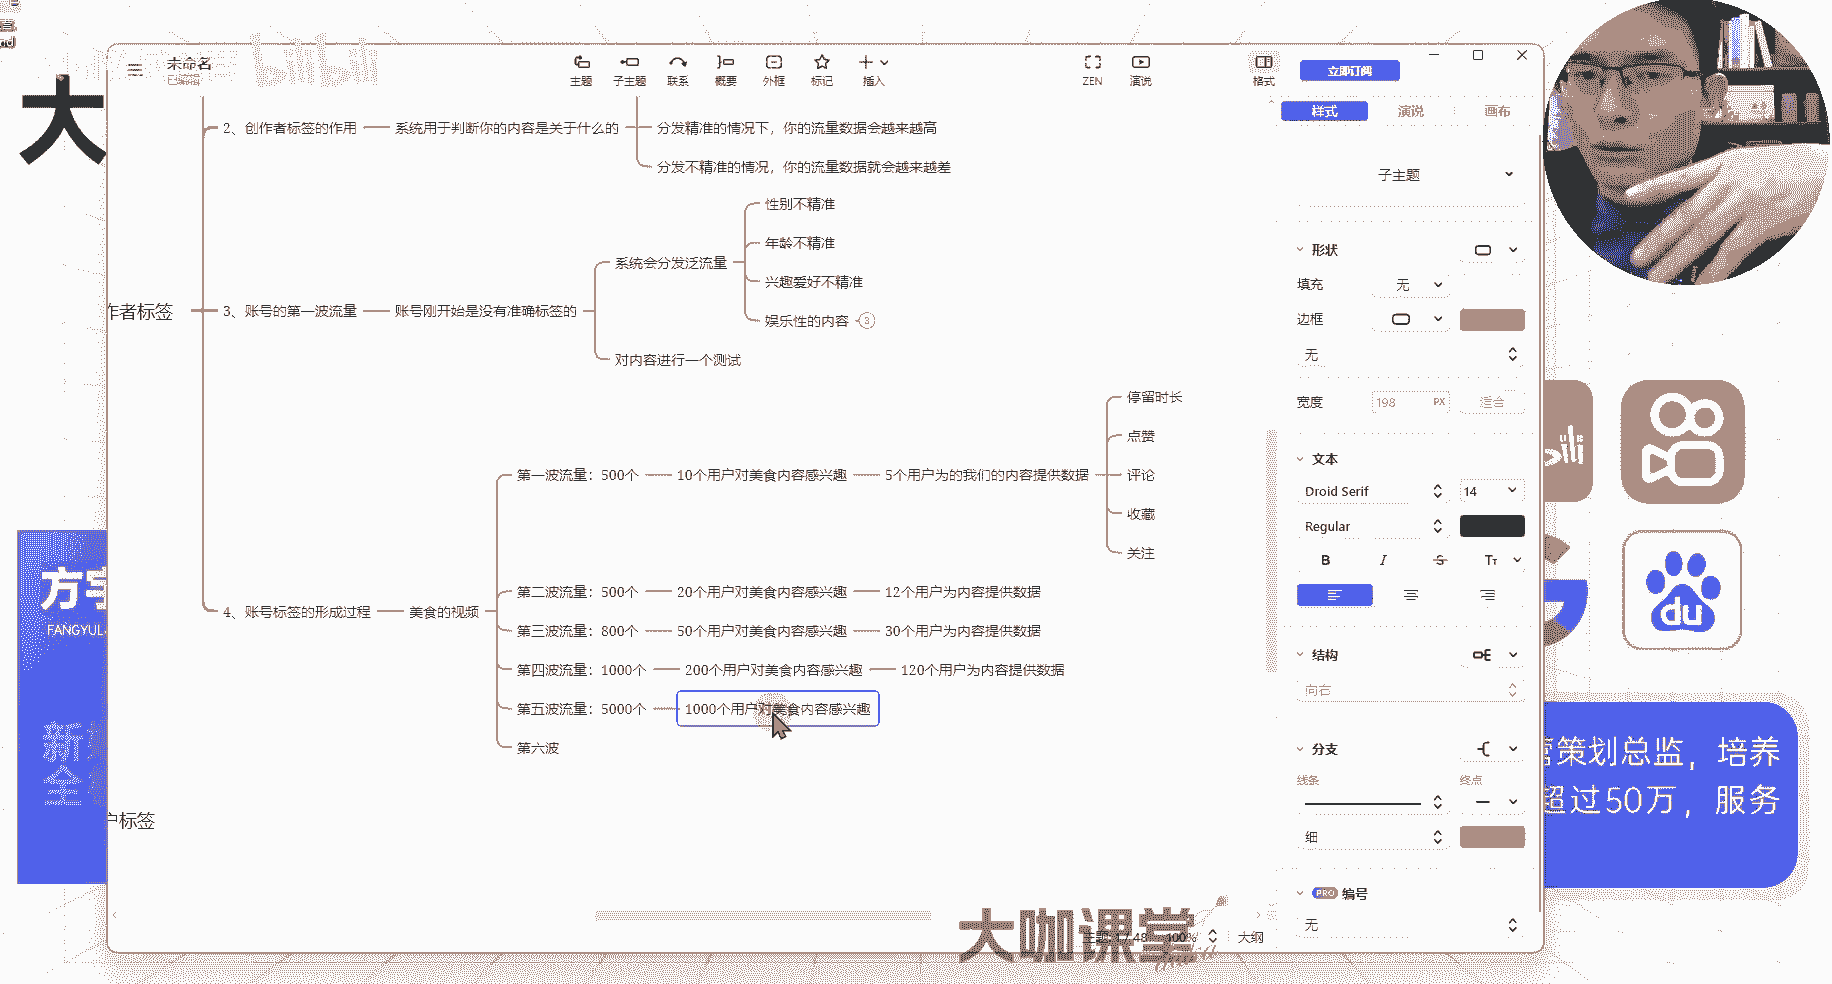 大
bilibili
未命名
已编辑
主题
子主题
联系
概要
外框
标记
插入
ZEN
演说
格式
立即订阅
样式
演说
画布
2、创作者标签的作用
系统用于判断你的内容是关于什么的
分发精准的情况下，你的流量数据会越来越高
分发不精准的情况，你的流量数据就会越来越差
作者标签
3、账号的第一波流量
账号刚开始是没有准确标签的
系统会分发泛流量
性别不精准
年龄不精准
兴趣爱好不精准
娱乐性的内容
3
对内容进行一个测试
4、账号标签的形成过程
美食的视频
第一波流量：500个
10个用户对美食内容感兴趣
5个用户为的我们的内容提供数据
停留时长
点赞
评论
收藏
关注
第二波流量：500个
20个用户对美食内容感兴趣
12个用户为内容提供数据
第三波流量：800个
50个用户对美食内容感兴趣
30个用户为内容提供数据
第四波流量：1000个
200个用户对美食内容感兴趣
120个用户为内容提供数据
第五波流量：5000个
1000个用户对美食内容感兴趣
第六波
户标签
子主题
形状
填充
无
边框
无
宽度
198
PX
适合
文本
Droid Serif
14
Regular
B
I
S
Tт
结构
向右
分支
线条
终点
细
PRO
编号
无
100%
大纲
大咖课堂
方宇
FANGYUL
新
全
du
营策划总监，培养
超过50万，服务